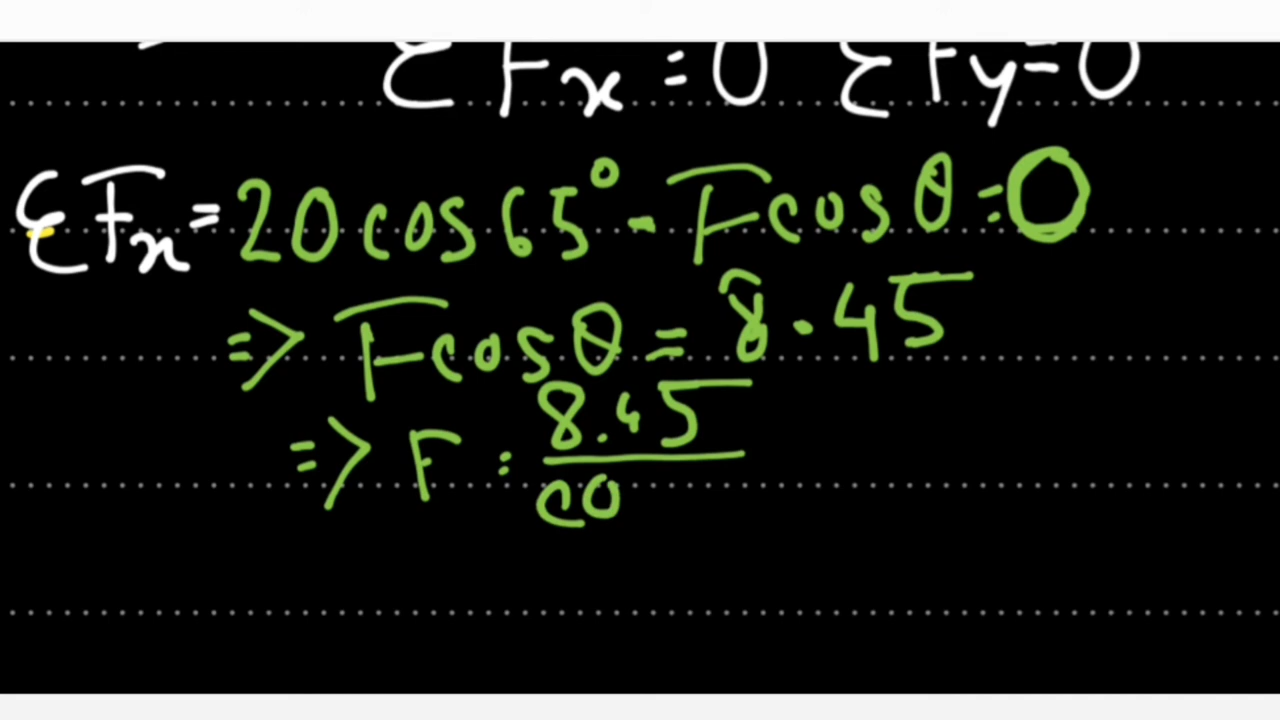 ΣFx = 0 ΣFy = 0
ΣFx = 20 cos 65° - F cos θ = 0
=> F cos θ = 8.45
=> F = 8.45 / co